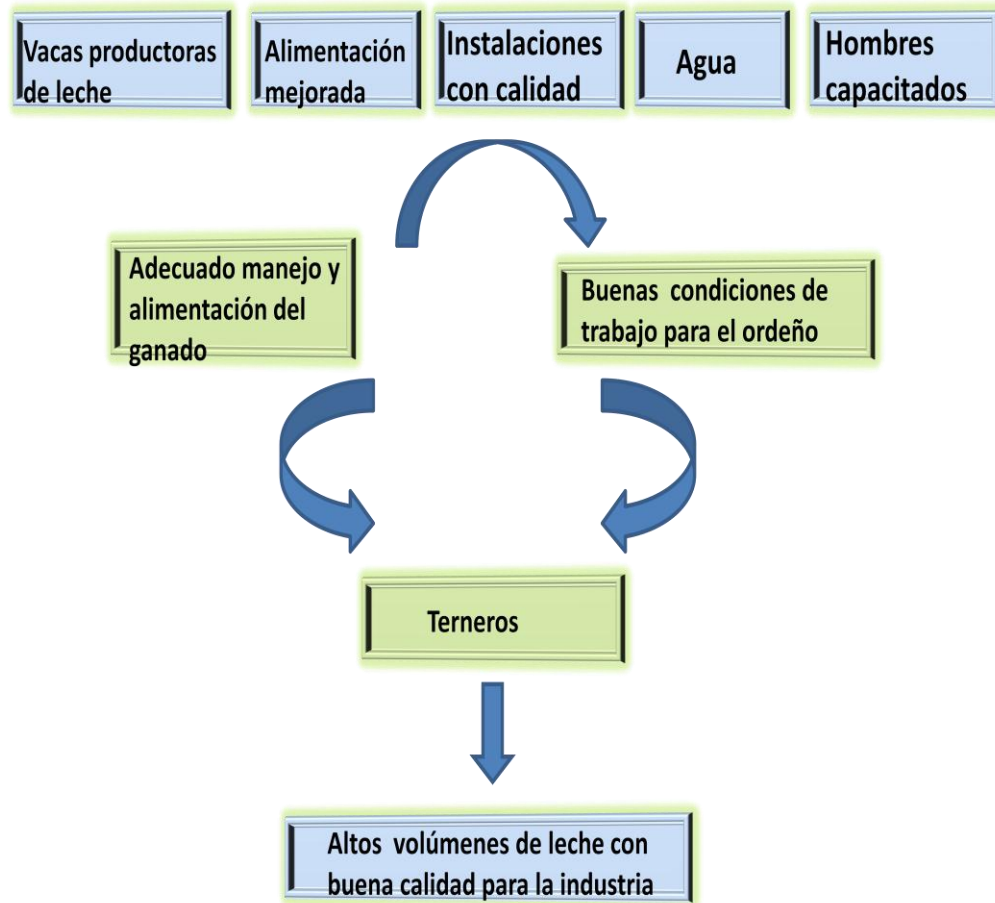 Vacas productoras
de leche
Alimentación
mejorada
Instalaciones
con calidad
Agua
Hombres
capacitados
Adecuado manejo y
alimentación del
ganado
Buenas condiciones de
trabajo para el ordeño
Terneros
Altos volúmenes de leche con
buena calidad para la industria